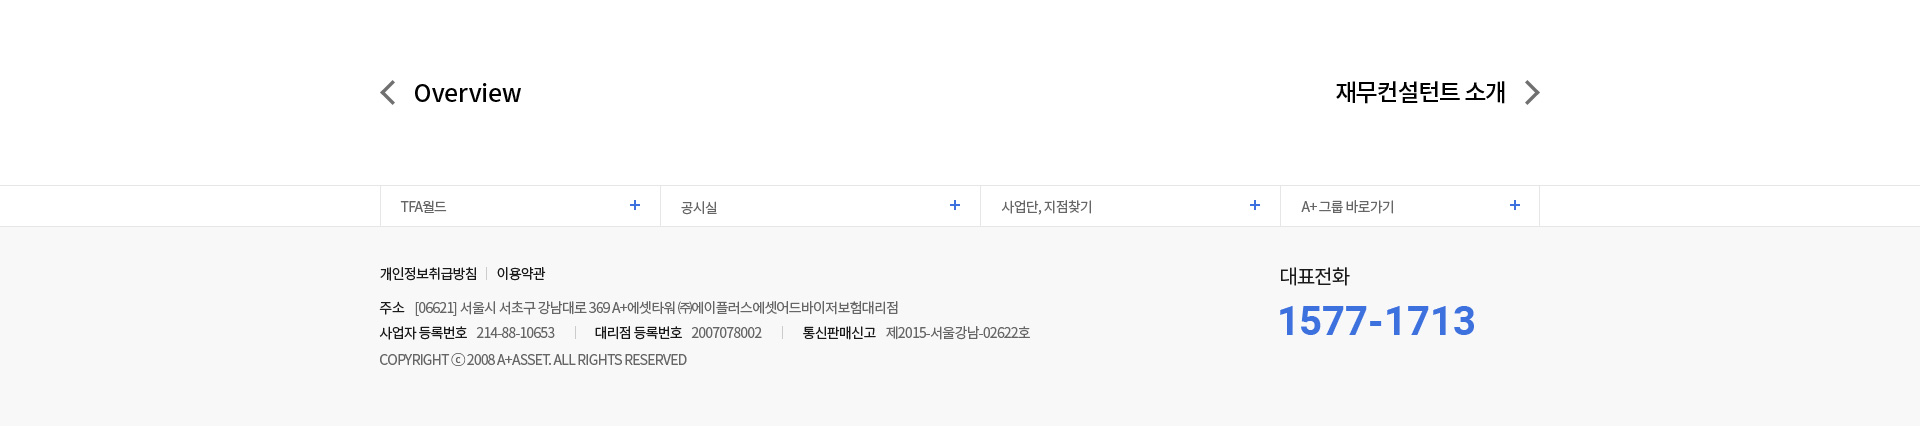 Overview
재무컨설턴트 소개
TFA월드
공시실
사업단, 지점찾기
A+그룹 바로가기
개인정보취급방침 이용약관
주소 [06621] 서울시 서초구 강남대로 369 A+에셋타워 ㈜에이플러스에셋어드바이저보험대리점
사업자 등록번호 214-88-10653 대리점 등록번호 2007078002 통신판매신고 제2015-서울강남-02622호
COPYRIGHT ⓒ 2008 A+ASSET. ALL RIGHTS RESERVED
대표전화
1577-1713